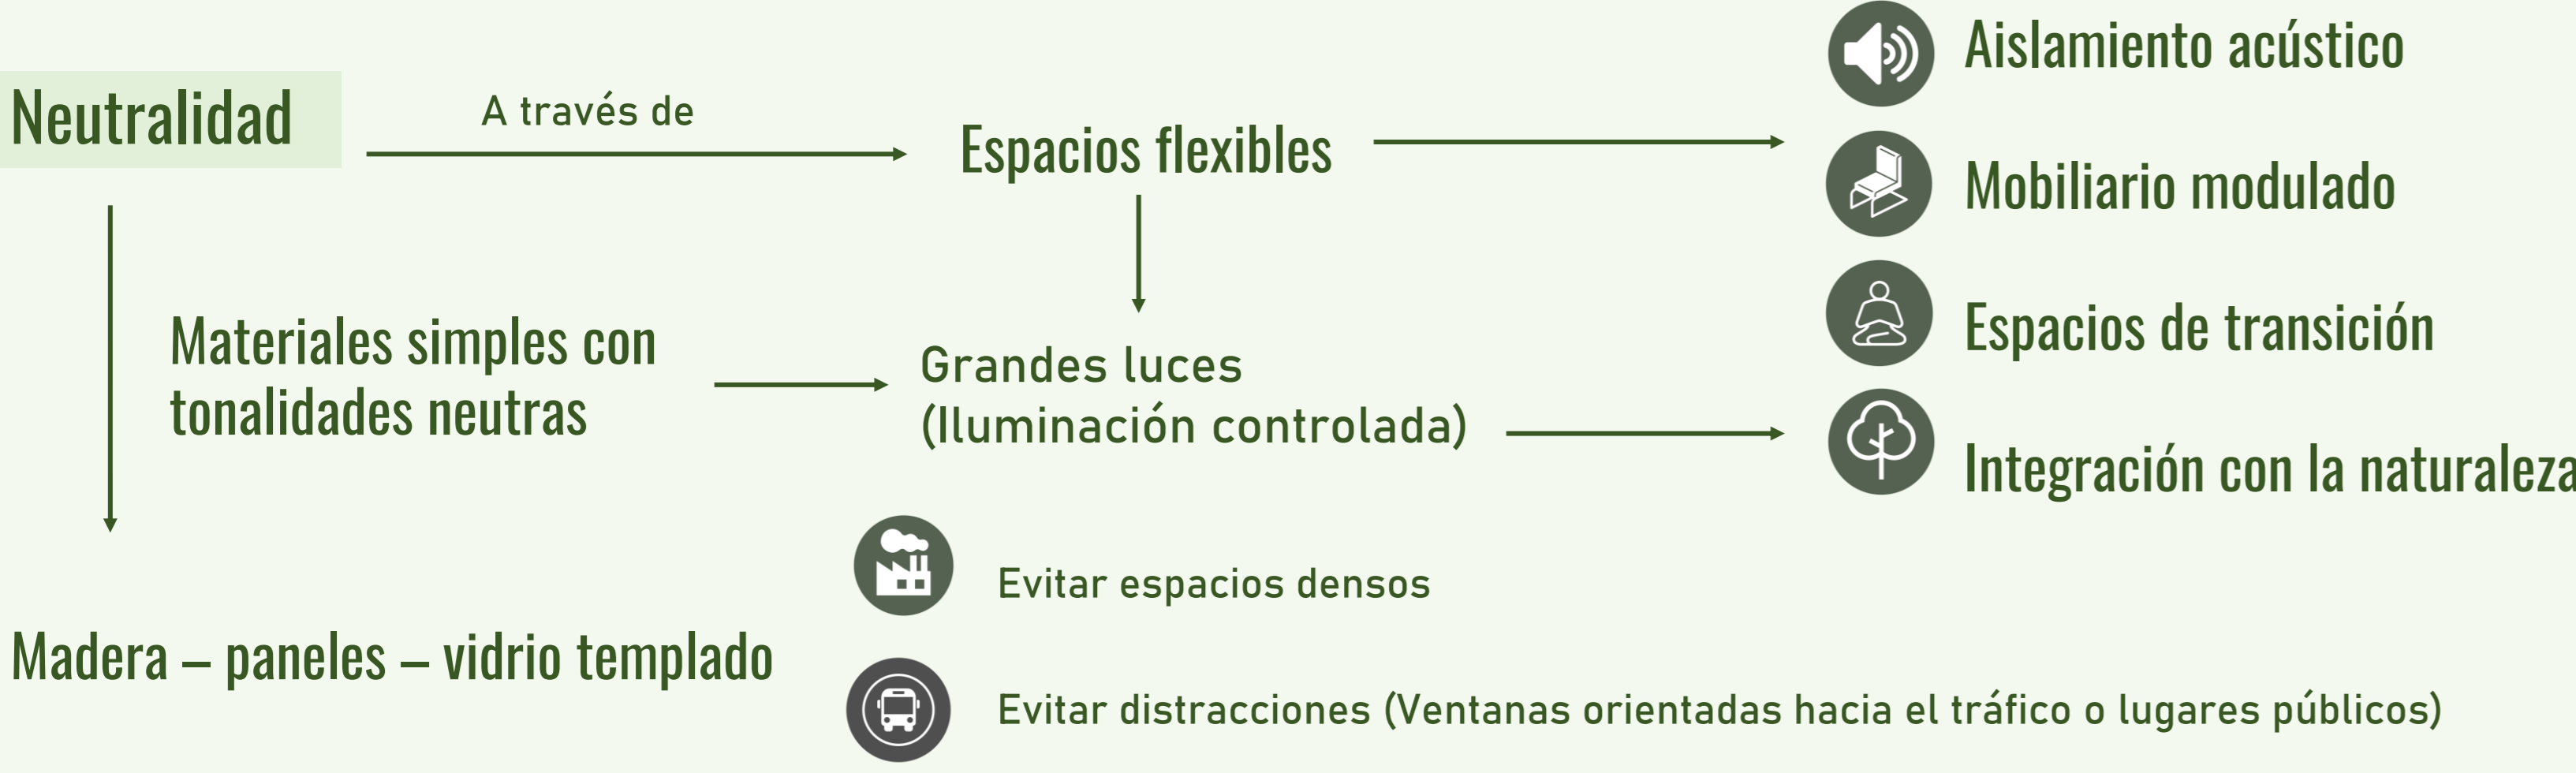 Neutralidad
A través de
Espacios flexibles
Aislamiento acústico
Mobiliario modulado
Espacios de transición
Integración con la naturaleza
Materiales simples con
tonalidades neutras
Grandes luces
(Iluminación controlada)
Madera – paneles – vidrio templado
Evitar espacios densos
Evitar distracciones (Ventanas orientadas hacia el tráfico o lugares públicos)